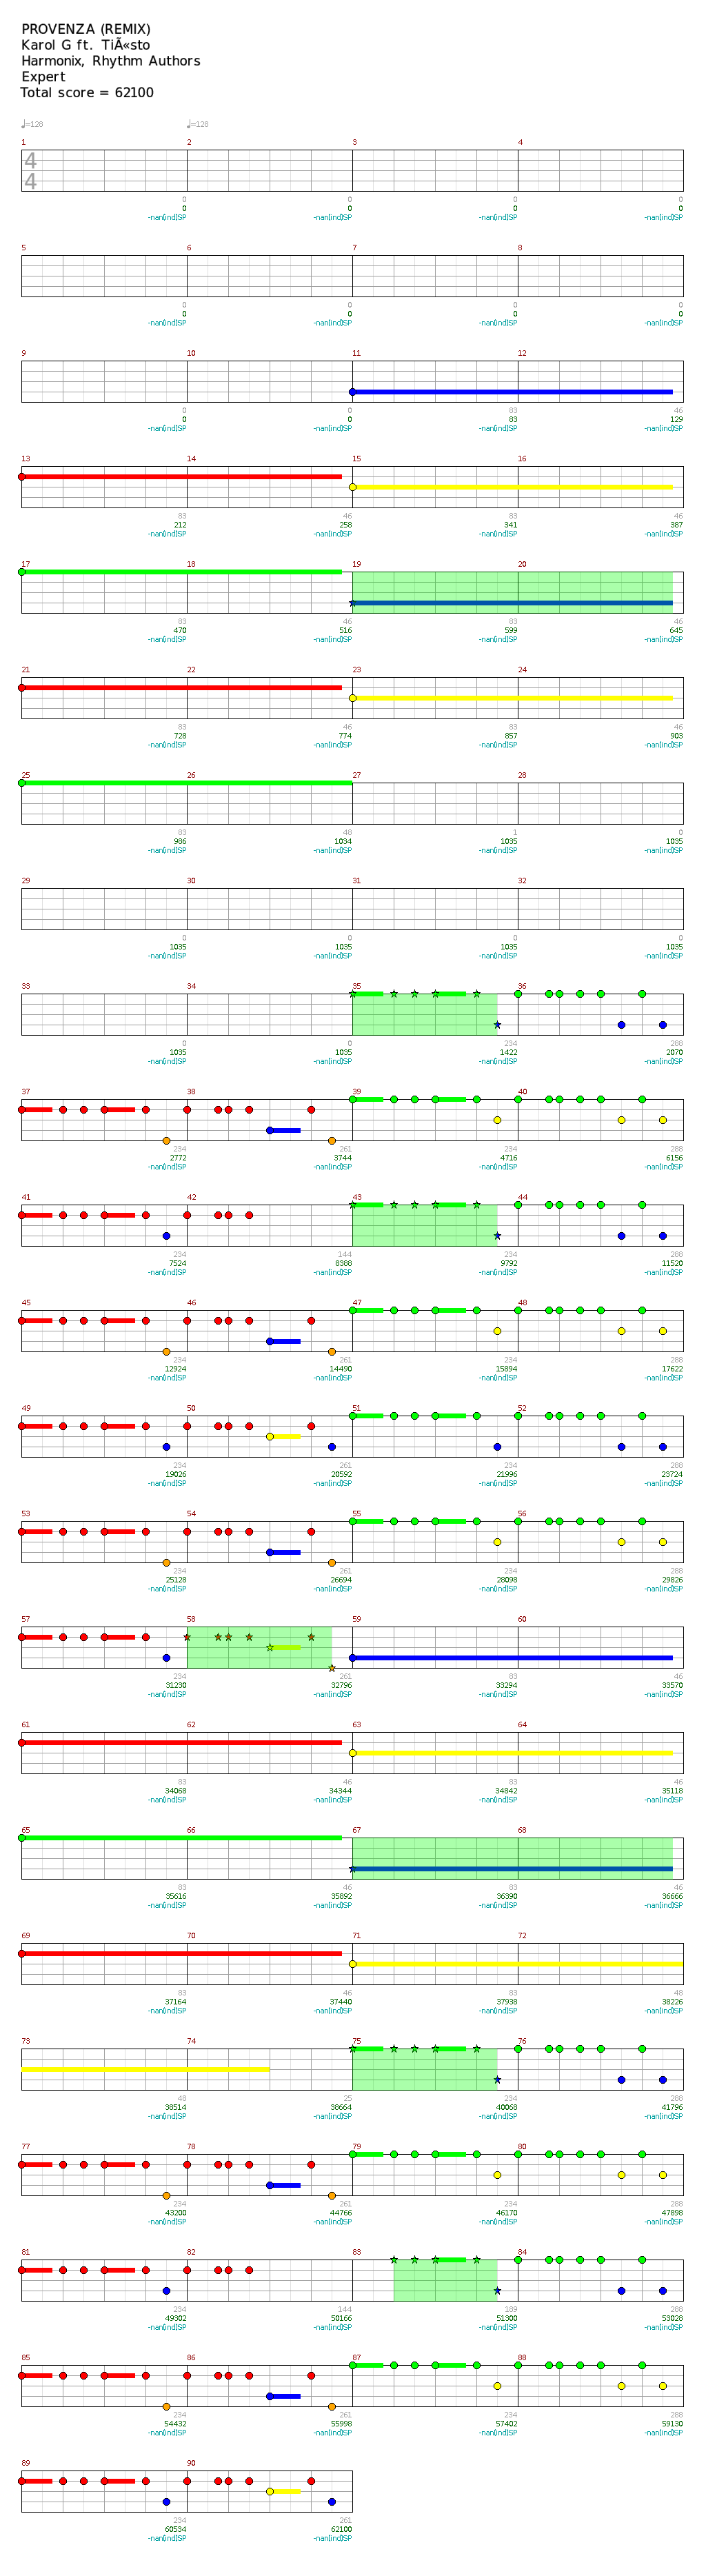 PROVENZA (REMIX)
Karol G ft. TiÃ«sto
Harmonix, Rhythm Authors
Expert
Total score = 62100
♩=128 ♩=128
1 2 3 4
4
4
0 0 0 0
0 0 0 0
-nan(ind)SP -nan(ind)SP -nan(ind)SP -nan(ind)SP
5 6 7 8
0 0 0 0
0 0 0 0
-nan(ind)SP -nan(ind)SP -nan(ind)SP -nan(ind)SP
9 10 11 12
0 0 83 46
0 0 83 129
-nan(ind)SP -nan(ind)SP -nan(ind)SP -nan(ind)SP
13 14 15 16
83 46 83 46
212 258 341 387
-nan(ind)SP -nan(ind)SP -nan(ind)SP -nan(ind)SP
17 18 19 20
83 46 83 46
470 516 599 645
-nan(ind)SP -nan(ind)SP -nan(ind)SP -nan(ind)SP
21 22 23 24
83 46 83 46
728 774 857 903
-nan(ind)SP -nan(ind)SP -nan(ind)SP -nan(ind)SP
25 26 27 28
83 48 1 0
986 1034 1035 1035
-nan(ind)SP -nan(ind)SP -nan(ind)SP -nan(ind)SP
29 30 31 32
0 0 0 0
1035 1035 1035 1035
-nan(ind)SP -nan(ind)SP -nan(ind)SP -nan(ind)SP
33 34 35 36
0 0 234 288
1035 1035 1422 2070
-nan(ind)SP -nan(ind)SP -nan(ind)SP -nan(ind)SP
37 38 39 40
234 261 234 288
2772 3744 4716 6156
-nan(ind)SP -nan(ind)SP -nan(ind)SP -nan(ind)SP
41 42 43 44
234 144 234 288
7524 8388 9792 11520
-nan(ind)SP -nan(ind)SP -nan(ind)SP -nan(ind)SP
45 46 47 48
234 261 234 288
12924 14490 15894 17622
-nan(ind)SP -nan(ind)SP -nan(ind)SP -nan(ind)SP
49 50 51 52
234 261 234 288
19026 20592 21996 23724
-nan(ind)SP -nan(ind)SP -nan(ind)SP -nan(ind)SP
53 54 55 56
234 261 234 288
25128 26694 28098 29826
-nan(ind)SP -nan(ind)SP -nan(ind)SP -nan(ind)SP
57 58 59 60
234 261 83 46
31230 32796 33294 33570
-nan(ind)SP -nan(ind)SP -nan(ind)SP -nan(ind)SP
61 62 63 64
83 46 83 46
34068 34344 34842 35118
-nan(ind)SP -nan(ind)SP -nan(ind)SP -nan(ind)SP
65 66 67 68
83 46 83 46
35616 35892 36390 36666
-nan(ind)SP -nan(ind)SP -nan(ind)SP -nan(ind)SP
69 70 71 72
83 46 83 48
37164 37440 37938 38226
-nan(ind)SP -nan(ind)SP -nan(ind)SP -nan(ind)SP
73 74 75 76
48 25 234 288
38514 38664 40068 41796
-nan(ind)SP -nan(ind)SP -nan(ind)SP -nan(ind)SP
77 78 79 80
234 261 234 288
43200 44766 46170 47898
-nan(ind)SP -nan(ind)SP -nan(ind)SP -nan(ind)SP
81 82 83 84
234 144 189 288
49302 50166 51300 53028
-nan(ind)SP -nan(ind)SP -nan(ind)SP -nan(ind)SP
85 86 87 88
234 261 234 288
54432 55998 57402 59130
-nan(ind)SP -nan(ind)SP -nan(ind)SP -nan(ind)SP
89 90
234 261
60534 62100
-nan(ind)SP -nan(ind)SP